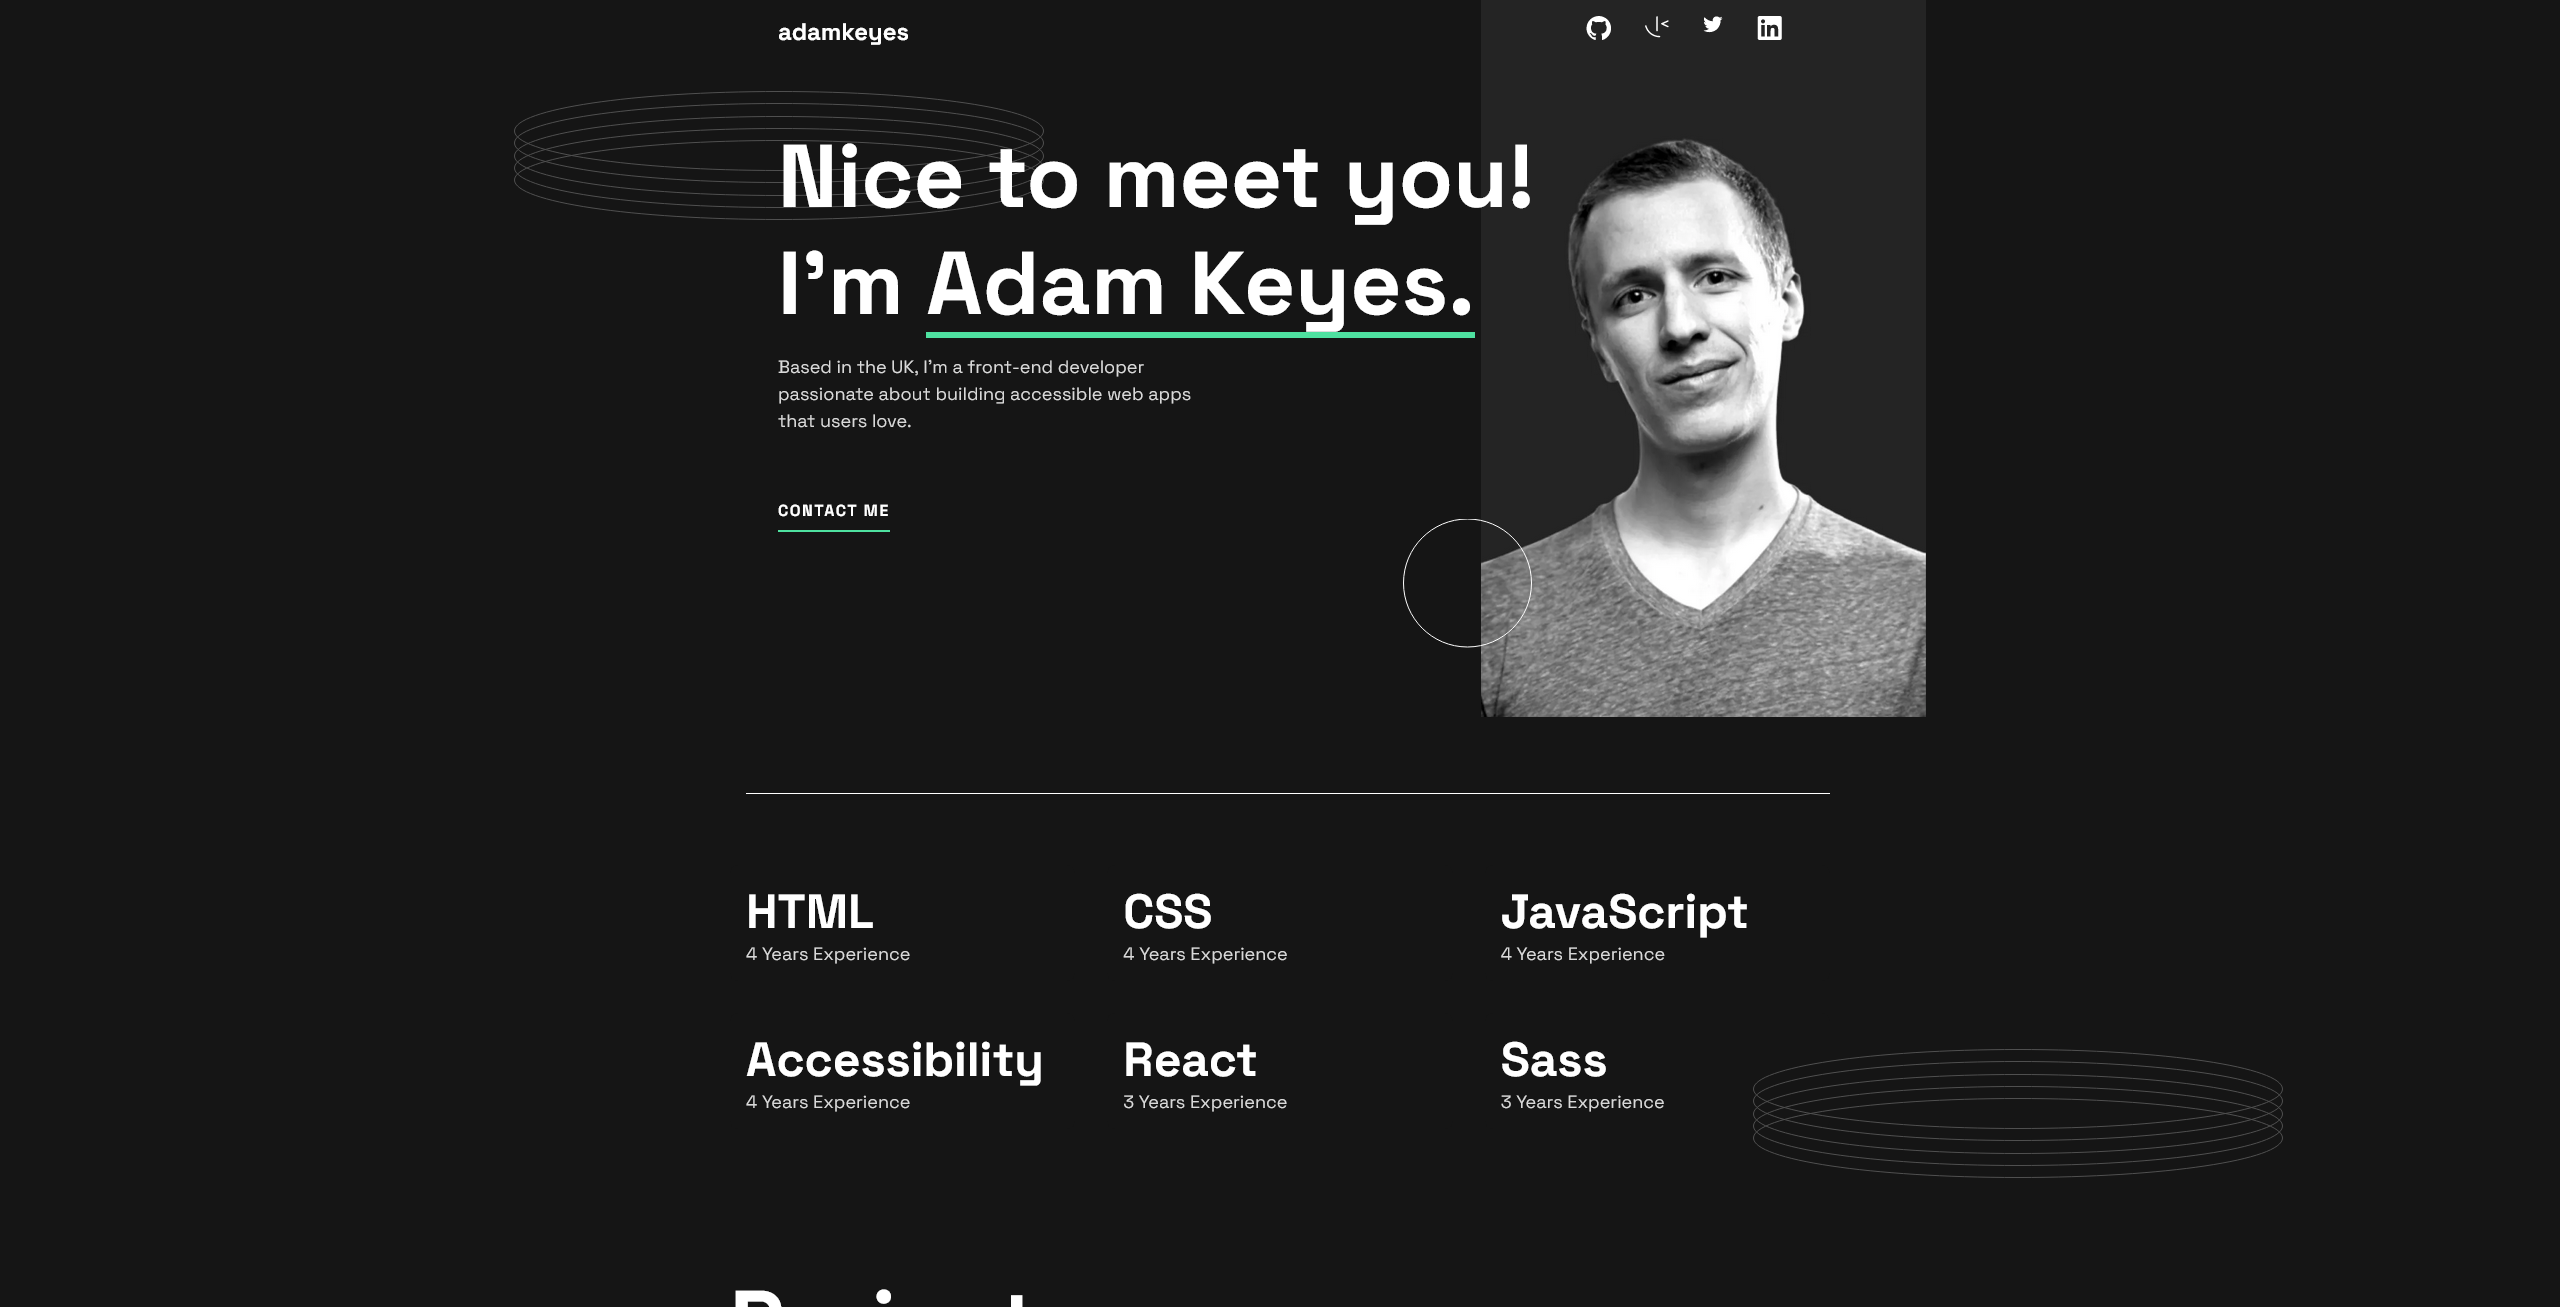 adamkeyes
Nice to meet you!
I’m Adam Keyes.
Based in the UK, I’m a front-end developer
passionate about building accessible web apps
that users love.
CONTACT ME
HTML
4 Years Experience
CSS
4 Years Experience
JavaScript
4 Years Experience
Accessibility
4 Years Experience
React
3 Years Experience
Sass
3 Years Experience